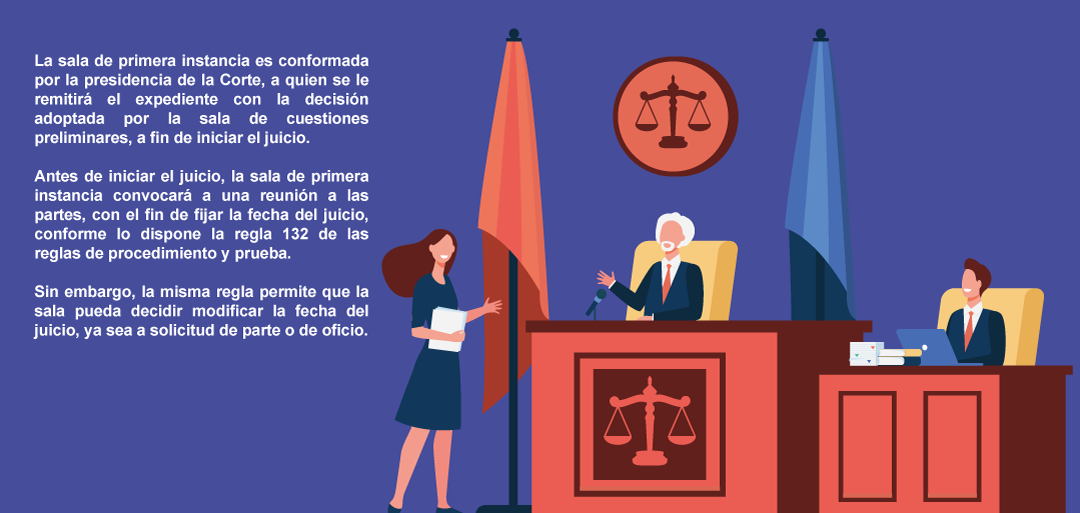 La sala de primera instancia es conformada
por la presidencia de la Corte, a quien se le
remitirá el expediente con la decisión
adoptada por la sala de cuestiones
preliminares, a fin de iniciar el juicio.
Antes de iniciar el juicio, la sala de primera
instancia convocará a una reunión a las
partes, con el fin de fijar la fecha del juicio,
conforme lo dispone la regla 132 de las
reglas de procedimiento y prueba.
Sin embargo, la misma regla permite que la
sala pueda decidir modificar la fecha del
juicio, ya sea a solicitud de parte o de oficio.